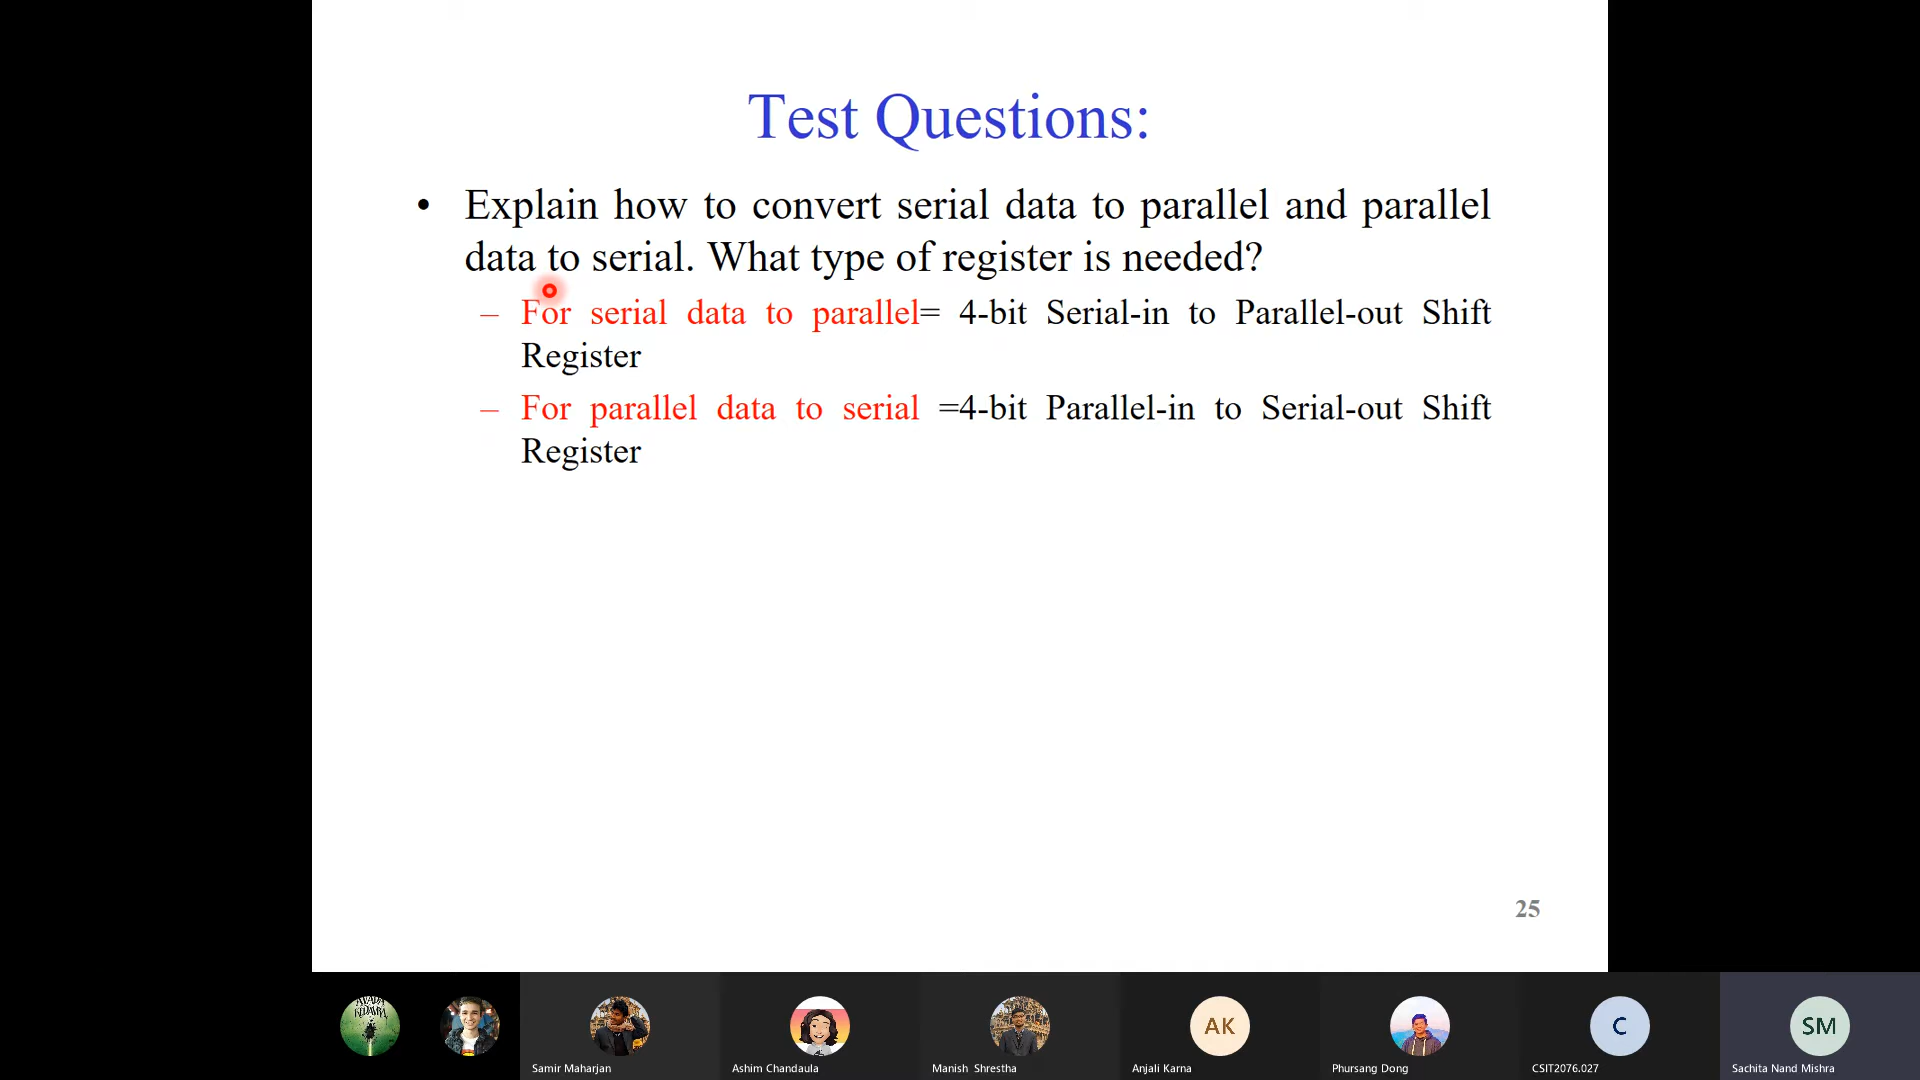 Test Questions:
• Explain how to convert serial data to parallel and parallel
data to serial. What type of register is needed?
– For serial data to parallel= 4-bit Serial-in to Parallel-out Shift
Register
– For parallel data to serial =4-bit Parallel-in to Serial-out Shift
Register
25
AVADA
KEDAVRA
AK
C
SM
Samir Maharjan
Ashim Chandaula
Manish Shrestha
Anjali Karna
Phursang Dong
CSIT2076.027
Sachita Nand Mishra